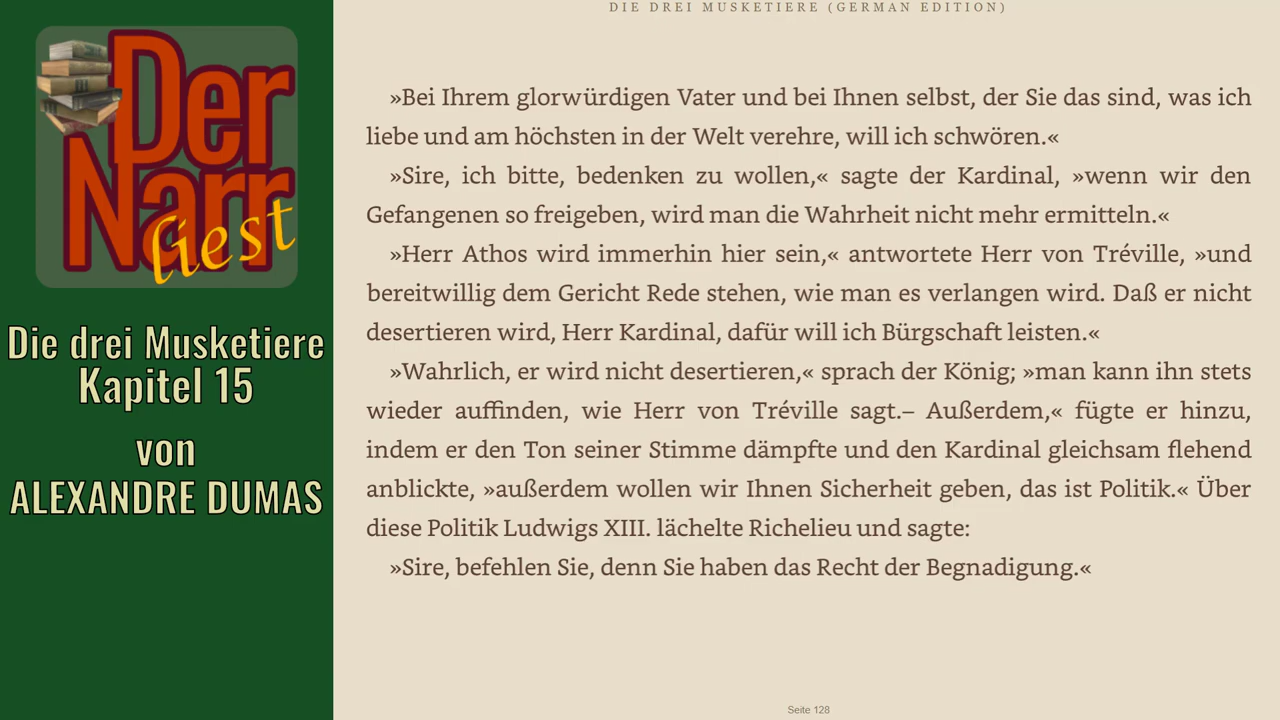 Der
Narr
liest
Die drei Musketiere
Kapitel 15
von
ALEXANDRE DUMAS
DIE DREI MUSKETIERE (GERMAN EDITION)
»Bei Ihrem glorwürdigen Vater und bei Ihnen selbst, der Sie das sind, was ich
liebe und am höchsten in der Welt verehre, will ich schwören.«
»Sire, ich bitte, bedenken zu wollen,« sagte der Kardinal, »wenn wir den
Gefangenen so freigeben, wird man die Wahrheit nicht mehr ermitteln.«
»Herr Athos wird immerhin hier sein,« antwortete Herr von Tréville, »und
bereitwillig dem Gericht Rede stehen, wie man es verlangen wird. Daß er nicht
desertieren wird, Herr Kardinal, dafür will ich Bürgschaft leisten.«
»Wahrlich, er wird nicht desertieren,« sprach der König; »man kann ihn stets
wieder auffinden, wie Herr von Tréville sagt.– Außerdem,« fügte er hinzu,
indem er den Ton seiner Stimme dämpfte und den Kardinal gleichsam flehend
anblickte, »außerdem wollen wir Ihnen Sicherheit geben, das ist Politik.« Über
diese Politik Ludwigs XIII. lächelte Richelieu und sagte:
»Sire, befehlen Sie, denn Sie haben das Recht der Begnadigung.«
Seite 128